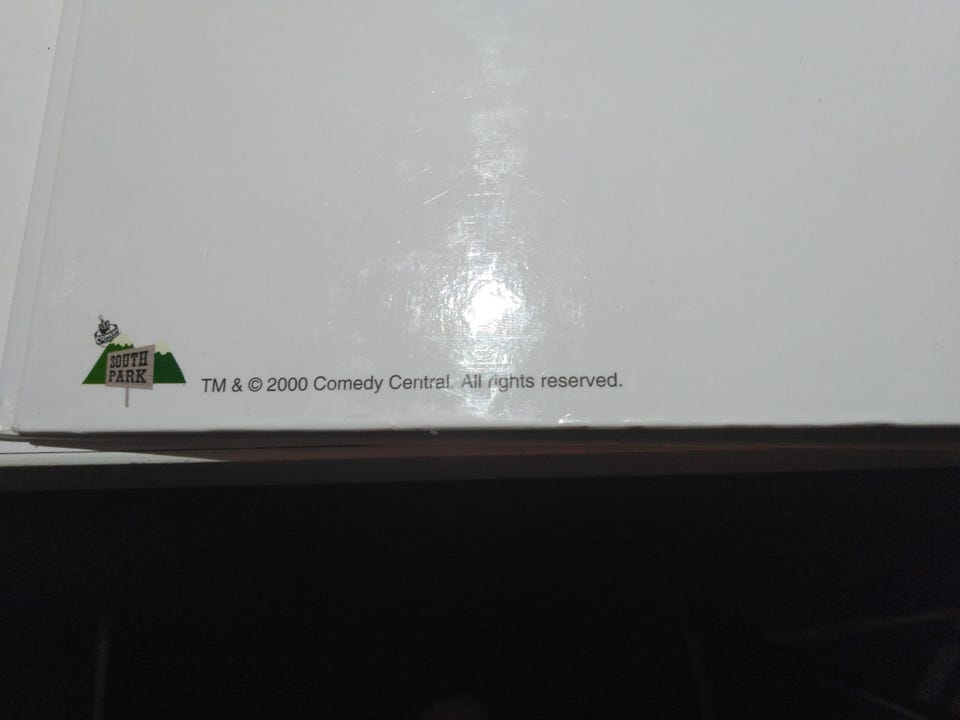 SOUTH
PARK
TM & © 2000 Comedy Central. All rights reserved.